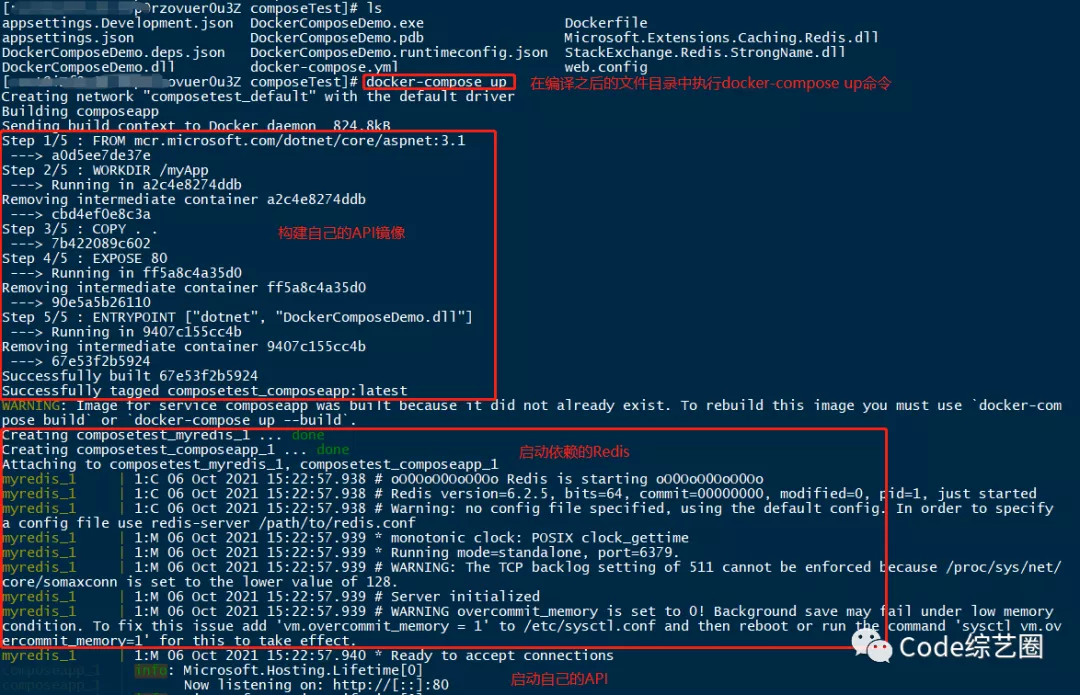 composeTest]# ls
appsettings.Development.json DockerComposeDemo.exe Dockerfile
appsettings.json DockerComposeDemo.pdb Microsoft.Extensions.Caching.Redis.dll
DockerComposeDemo.deps.json DockerComposeDemo.runtimeconfig.json StackExchange.Redis.StrongName.dll
DockerComposeDemo.dll docker-compose.yml web.config
ovuer0u3Z composeTest]# docker-compose up 在编译之后的文件目录中执行docker-compose up命令
Creating network "composetest_default" with the default driver
Building composeapp
Sending build context to Docker daemon 824.8kB
Step 1/5 : FROM mcr.microsoft.com/dotnet/core/aspnet:3.1
---> a0d5ee7de37e
Step 2/5 : WORKDIR /myApp
---> Running in a2c4e8274ddb
Removing intermediate container a2c4e8274ddb
---> cbd4ef0e8c3a
Step 3/5 : COPY . .
构建自己的API镜像
---> 7b422089c602
Step 4/5 : EXPOSE 80
---> Running in ff5a8c4a35d0
Removing intermediate container ff5a8c4a35d0
---> 90e5a5b26110
Step 5/5 : ENTRYPOINT ["dotnet", "DockerComposeDemo.dll"]
---> Running in 9407c155cc4b
Removing intermediate container 9407c155cc4b
---> 67e53f2b5924
Successfully built 67e53f2b5924
Successfully tagged composetest_composeapp:latest
WARNING: Image for service composeapp was built because it did not already exist. To rebuild this image you must use `docker-com
pose build` or `docker-compose up --build`.
Creating composetest_myredis_1 ... done
Creating composetest_composeapp_1 ... done
启动依赖的Redis
Attaching to composetest_myredis_1, composetest_composeapp_1
myredis_1 | 1:C 06 Oct 2021 15:22:57.938 # oO0OoO0OoO0Oo Redis is starting oO0OoO0OoO0Oo
myredis_1 | 1:C 06 Oct 2021 15:22:57.938 # Redis version=6.2.5, bits=64, commit=00000000, modified=0, pid=1, just started
myredis_1 | 1:C 06 Oct 2021 15:22:57.938 # Warning: no config file specified, using the default config. In order to specify
a config file use redis-server /path/to/redis.conf
myredis_1 | 1:M 06 Oct 2021 15:22:57.939 * monotonic clock: POSIX clock_gettime
myredis_1 | 1:M 06 Oct 2021 15:22:57.939 * Running mode=standalone, port=6379.
myredis_1 | 1:M 06 Oct 2021 15:22:57.939 # WARNING: The TCP backlog setting of 511 cannot be enforced because /proc/sys/net/
core/somaxconn is set to the lower value of 128.
myredis_1 | 1:M 06 Oct 2021 15:22:57.939 # Server initialized
myredis_1 | 1:M 06 Oct 2021 15:22:57.939 # WARNING overcommit_memory is set to 0! Background save may fail under low memory
condition. To fix this issue add 'vm.overcommit_memory = 1' to /etc/sysctl.conf and then reboot or run the command 'sysctl vm.ov
ercommit_memory=1' for this to take effect.
Code综艺圈
myredis_1 | 1:M 06 Oct 2021 15:22:57.940 * Ready to accept connections
composeapp_1 | info: Microsoft.Hosting.Lifetime[0]
composeapp_1 | Now listening on: http://[::]:80
启动自己的API